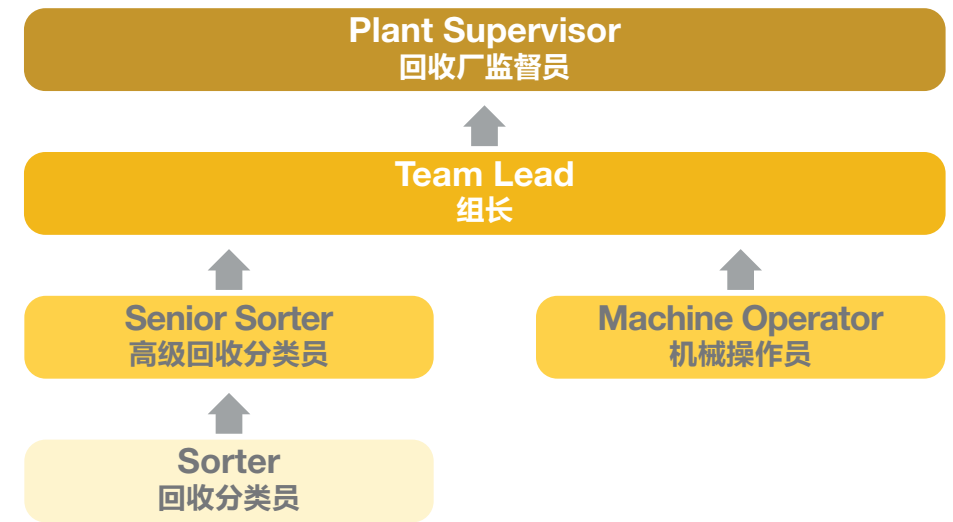 Plant Supervisor
回收厂监督员
Team Lead
组长
Senior Sorter
高级回收分类员
Machine Operator
机械操作员
Sorter
回收分类员